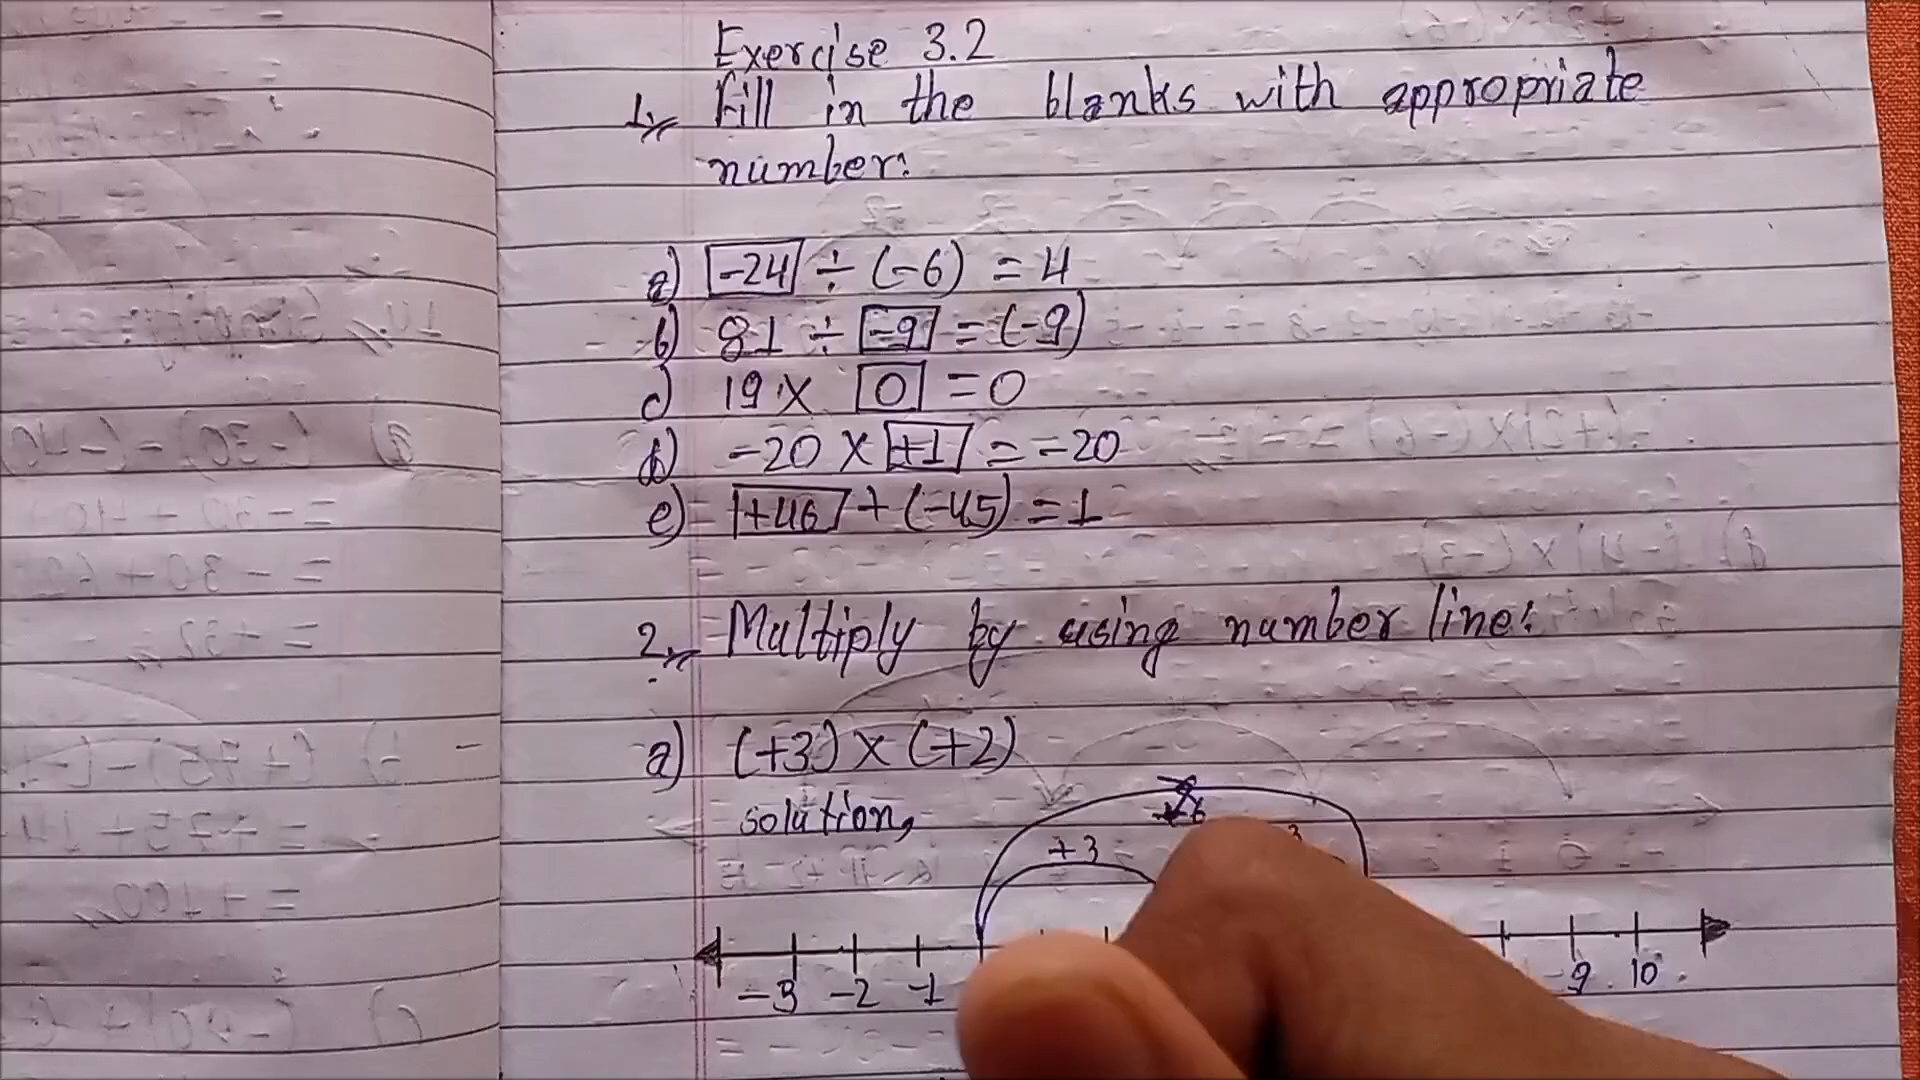 Exercise 3.2
1. Fill in the blanks with appropriate
number:
a) -24 ÷ (-6) = 4
b) 81 ÷ -9 = (-9)
c) 19 x 0 = 0
d) -20 x +1 = -20
e) +46 + (-45) = 1
2. Multiply by using number line:
a) (+3) x (+2)
solution,
+6
+3 3
-3 -2 -1 9 10